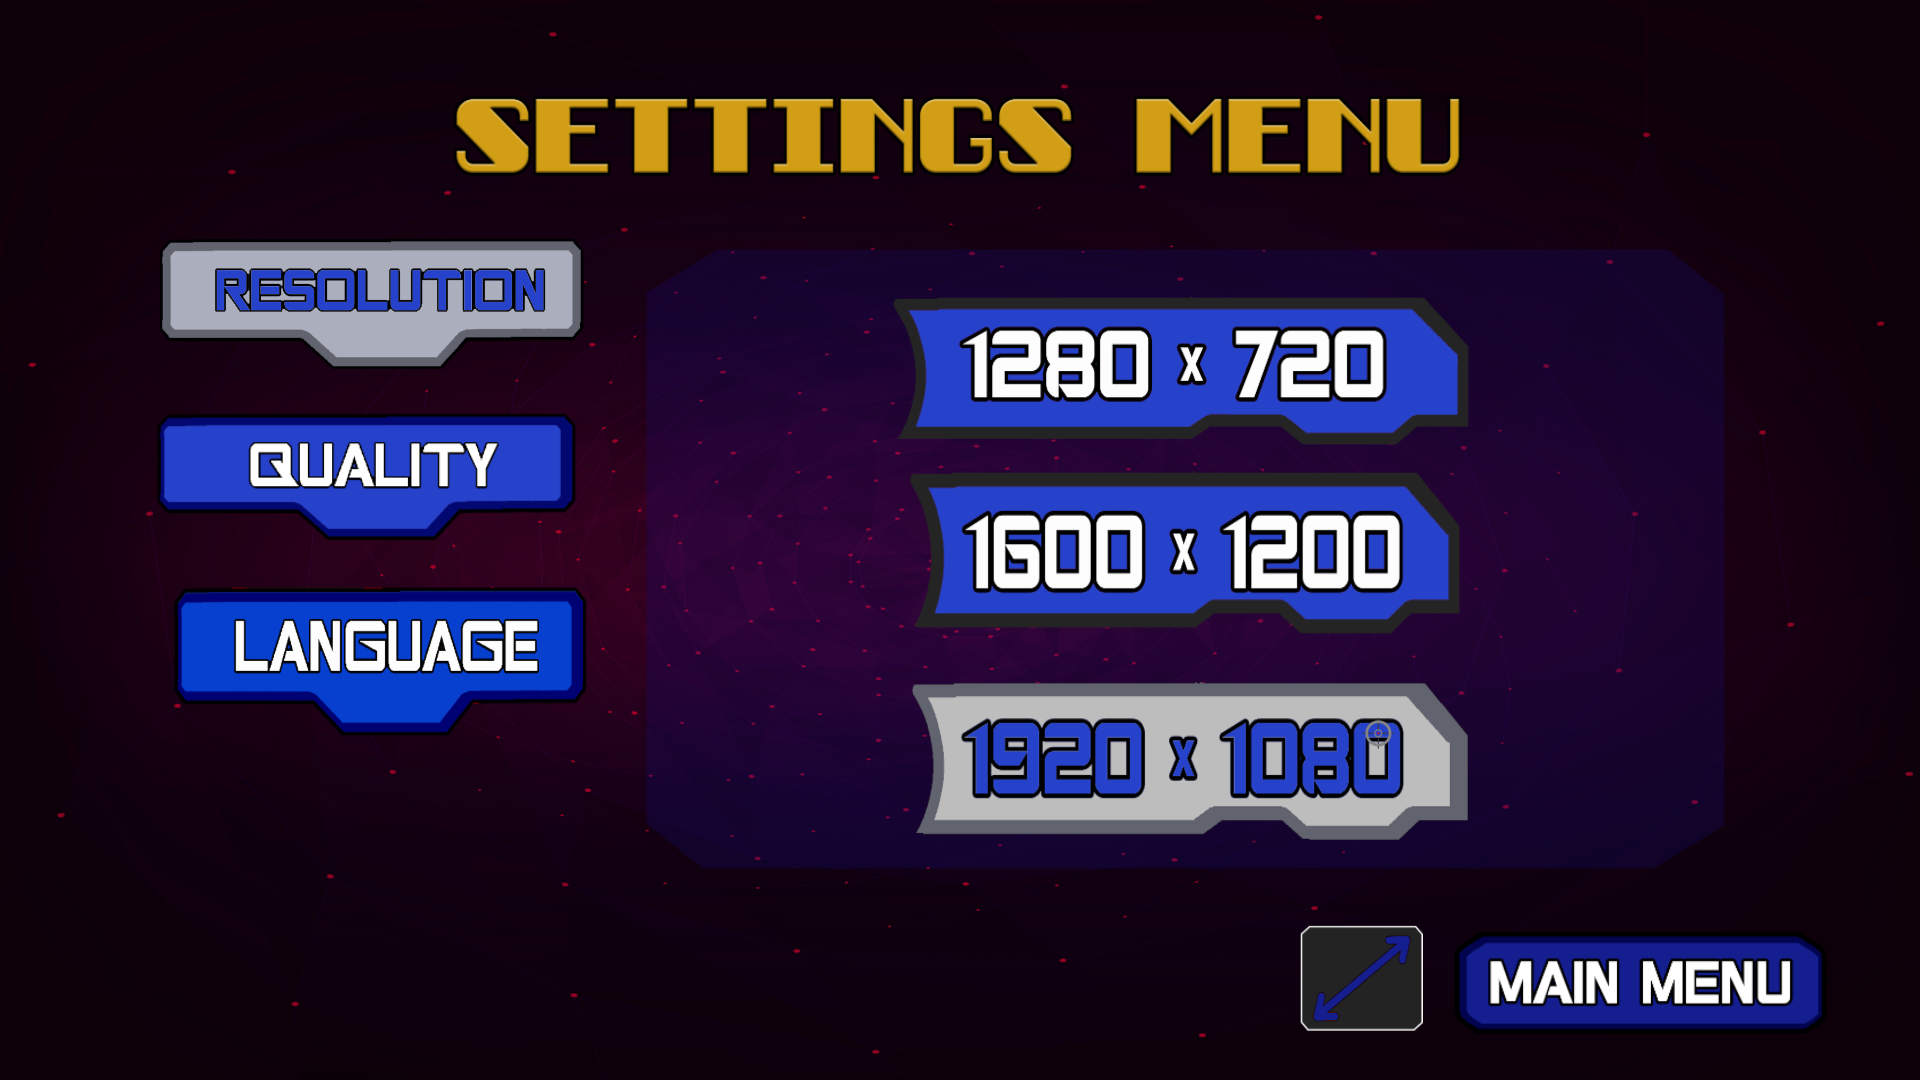 SETTINGS MENU
RESOLUTION
QUALITY
LANGUAGE
1280 x 720
1600 x 1200
1920 x 1080
MAIN MENU